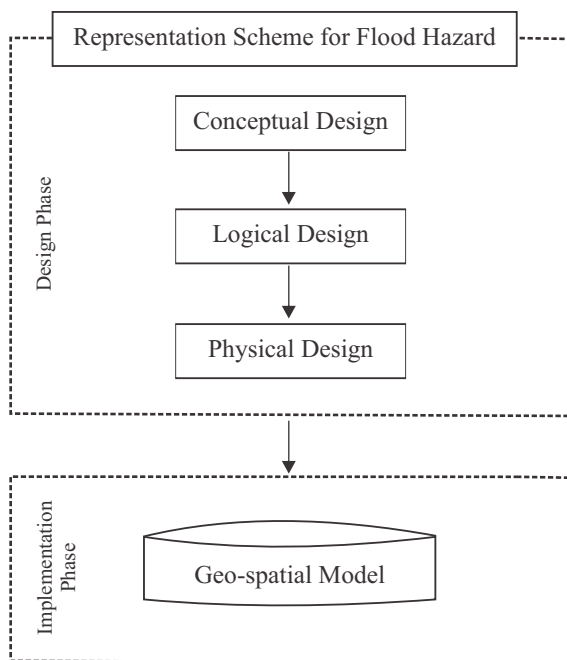 Representation Scheme for Flood Hazard
Conceptual Design
Design Phase
Logical Design
Physical Design
Implementation
Phase
Geo-spatial Model